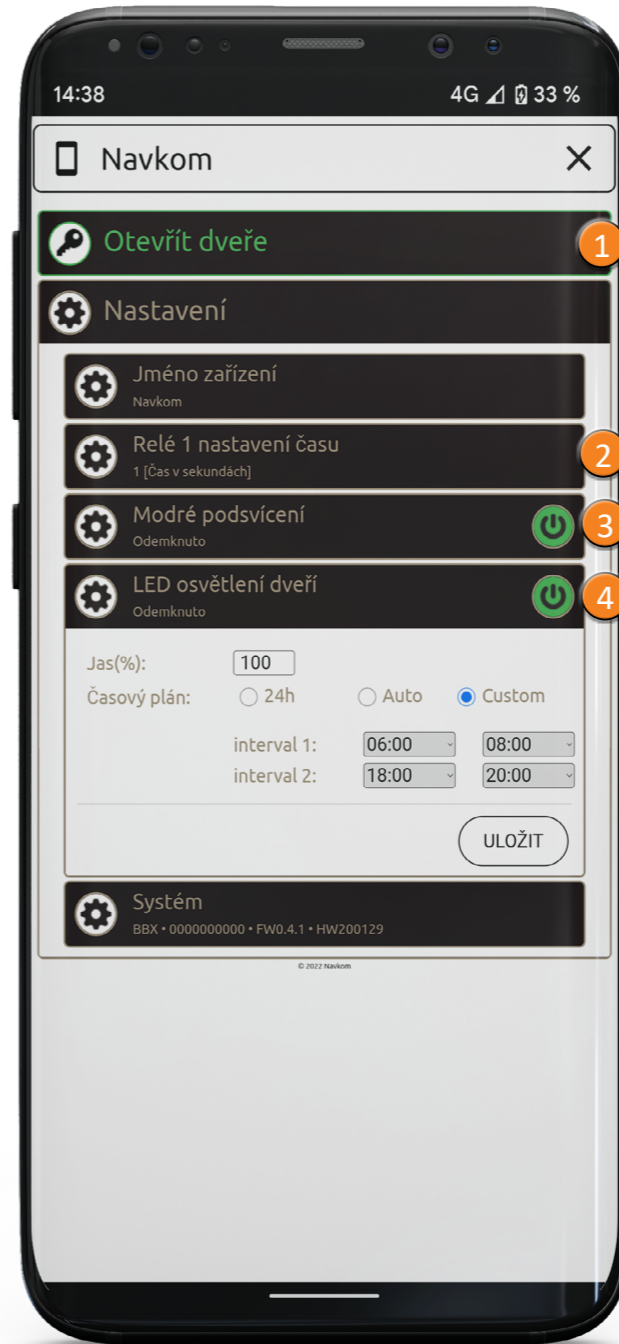 14:38 4G 33 %
Navkom
Otevřít dveře 1
Nastavení
Jméno zařízení
Navkom
Relé 1 nastavení času 2
1 [Čas v sekundách]
Modré podsvícení 3
Odemknuto
LED osvětlení dveří 4
Odemknuto
Jas(%): 100
Časový plán: 24h Auto Custom
interval 1: 06:00 08:00
interval 2: 18:00 20:00
ULOŽIT
Systém
BBX • 0000000000 • FW0.4.1 • HW200129
© 2022 Navkom